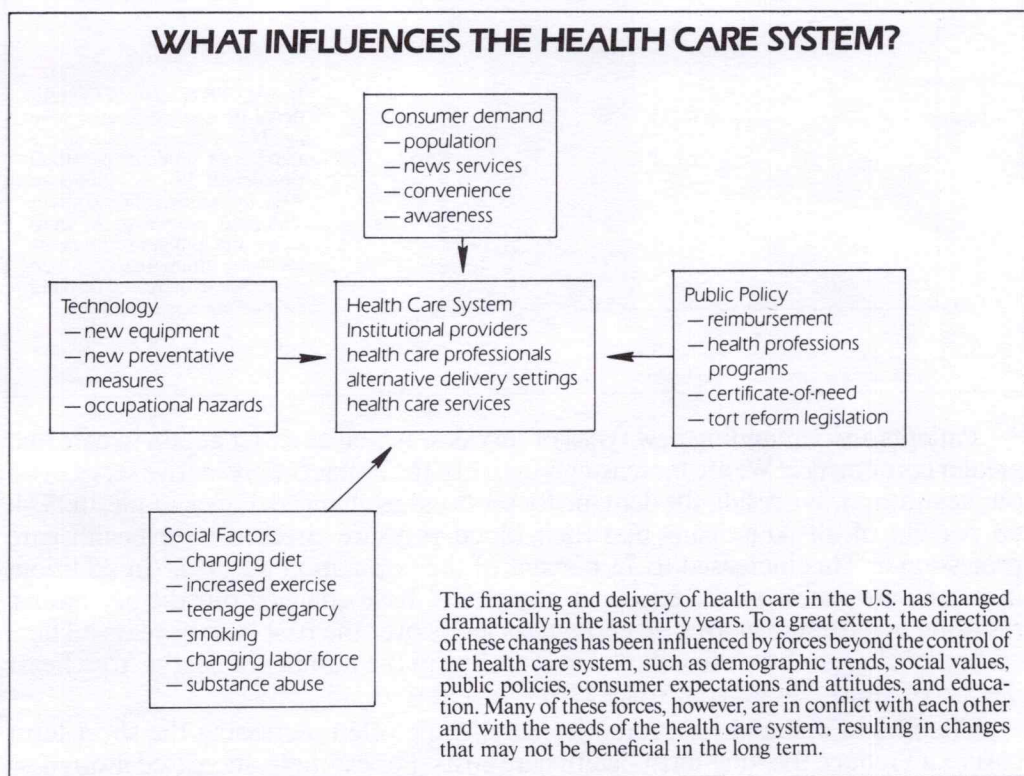 WHAT INFLUENCES THE HEALTH CARE SYSTEM?
Consumer demand
— population
— news services
— convenience
— awareness
Technology
— new equipment
— new preventative
measures
— occupational hazards
Health Care System
Institutional providers
health care professionals
alternative delivery settings
health care services
Public Policy
— reimbursement
— health professions
programs
— certificate-of-need
— tort reform legislation
Social Factors
— changing diet
— increased exercise
— teenage pregancy
— smoking
— changing labor force
— substance abuse
The financing and delivery of health care in the U.S. has changed
dramatically in the last thirty years. To a great extent, the direction
of these changes has been influenced by forces beyond the control of
the health care system, such as demographic trends, social values,
public policies, consumer expectations and attitudes, and educa-
tion. Many of these forces, however, are in conflict with each other
and with the needs of the health care system, resulting in changes
that may not be beneficial in the long term.